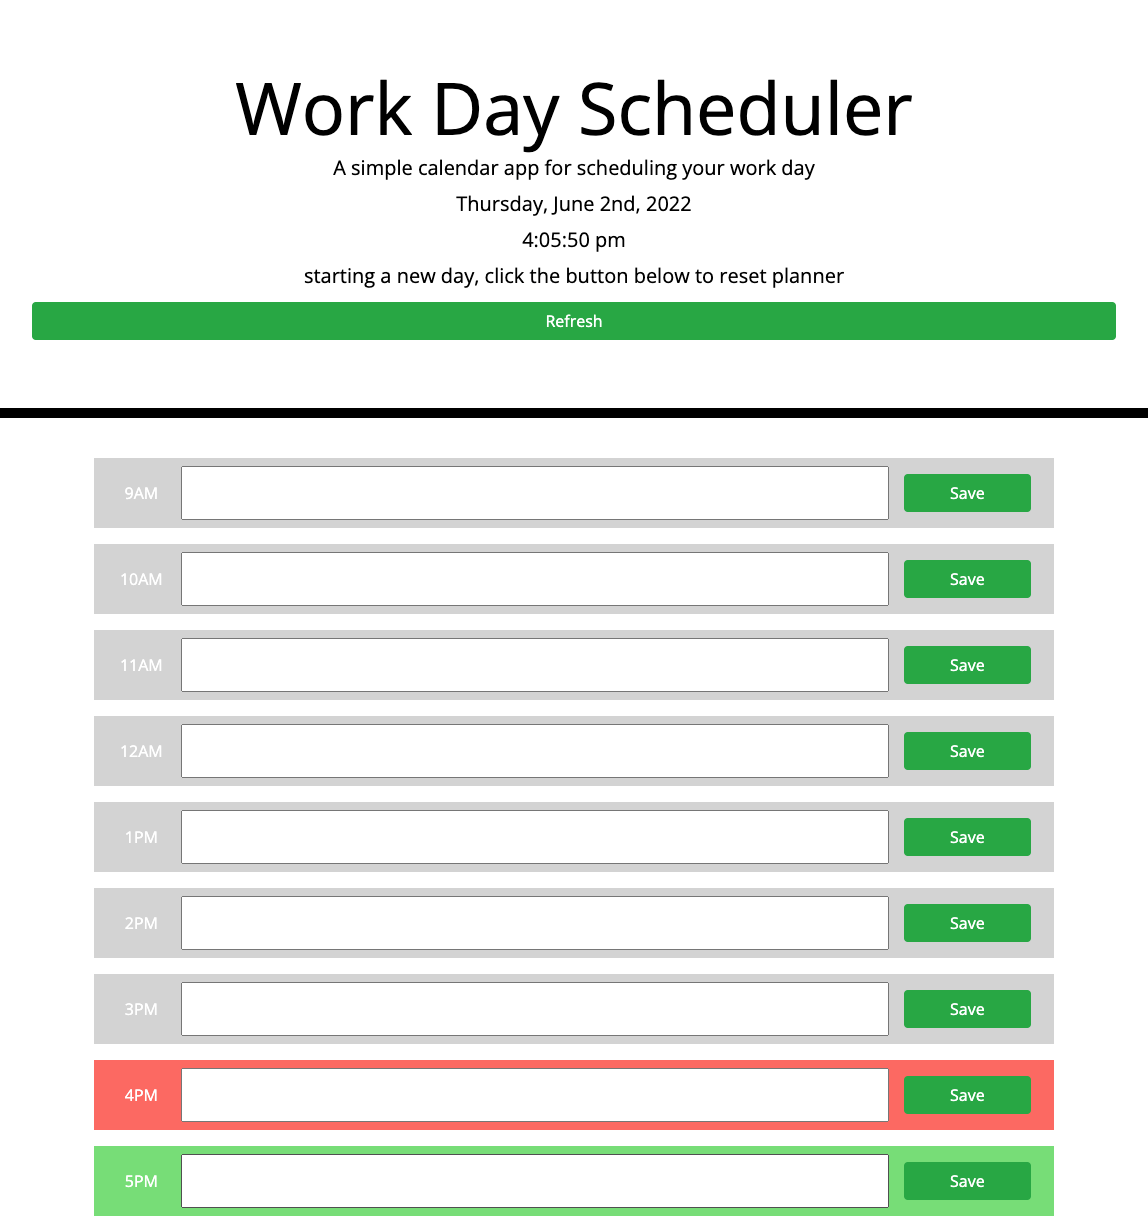 Work Day Scheduler
A simple calendar app for scheduling your work day
Thursday, June 2nd, 2022
4:05:50 pm
starting a new day, click the button below to reset planner
Refresh
9AM Save
10AM Save
11AM Save
12AM Save
1PM Save
2PM Save
3PM Save
4PM Save
5PM Save